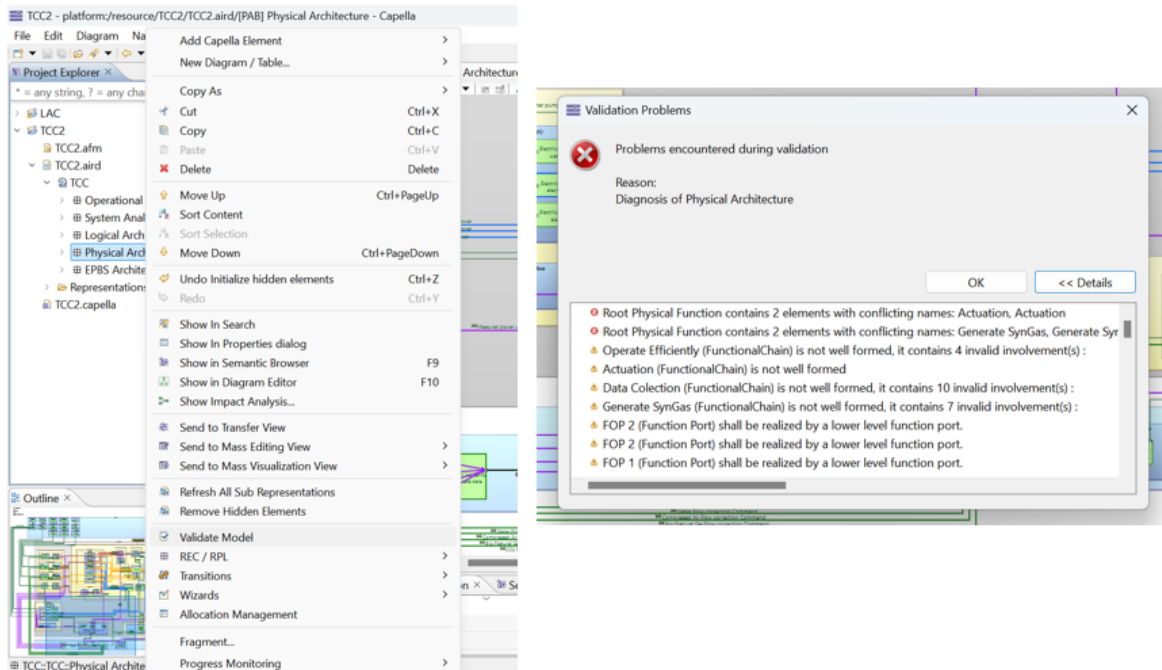 TCC2 - platform:/resource/TCC2/TCC2.aird/[PAB] Physical Architecture - Capella
File Edit Diagram Na
Project Explorer
* = any string, ? = any cha
LAC
TCC2
TCC2.afm
TCC2.aird
TCC
Operational
System Anal
Logical Arch
Physical Arch
EPBS Archite
Representation
TCC2.capella
Outline
TCC::TCC::Physical Archite
Add Capella Element
New Diagram / Table...
Copy As
Cut Ctrl+X
Copy Ctrl+C
Paste Ctrl+V
Delete Delete
Move Up Ctrl+PageUp
Sort Content
Sort Selection
Move Down Ctrl+PageDown
Undo Initialize hidden elements Ctrl+Z
Redo Ctrl+Y
Show In Search
Show In Properties dialog
Show in Semantic Browser F9
Show in Diagram Editor F10
Show Impact Analysis...
Send to Transfer View
Send to Mass Editing View
Send to Mass Visualization View
Refresh All Sub Representations
Remove Hidden Elements
Validate Model
REC / RPL
Transitions
Wizards
Allocation Management
Fragment...
Progress Monitoring
Architecture
Validation Problems
Problems encountered during validation
Reason:
Diagnosis of Physical Architecture
OK << Details
Root Physical Function contains 2 elements with conflicting names: Actuation, Actuation
Root Physical Function contains 2 elements with conflicting names: Generate SynGas, Generate Syr
Operate Efficiently (FunctionalChain) is not well formed, it contains 4 invalid involvement(s) :
Actuation (FunctionalChain) is not well formed
Data Colection (FunctionalChain) is not well formed, it contains 10 invalid involvement(s) :
Generate SynGas (FunctionalChain) is not well formed, it contains 7 invalid involvement(s) :
FOP 2 (Function Port) shall be realized by a lower level function port.
FOP 2 (Function Port) shall be realized by a lower level function port.
FOP 1 (Function Port) shall be realized by a lower level function port.